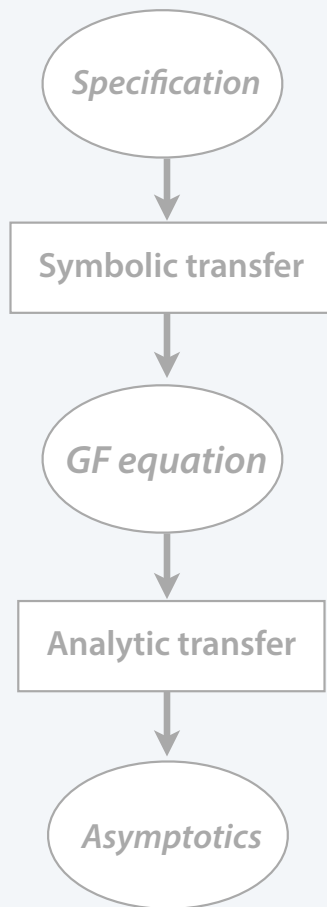 Specification
Symbolic transfer
GF equation
Analytic transfer
Asymptotics